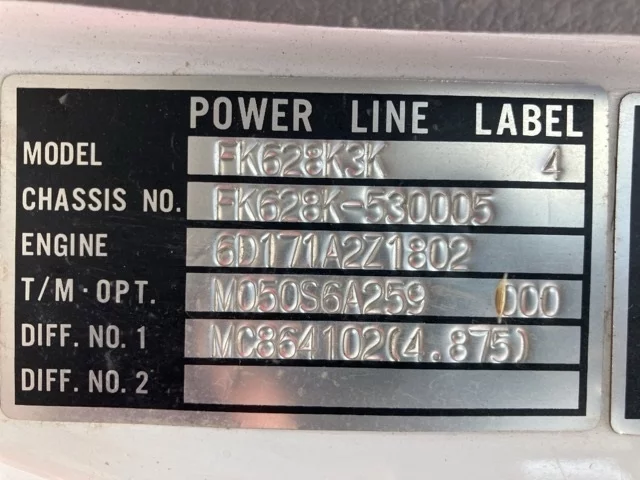 POWER LINE LABEL
MODEL FK628K3K 4
CHASSIS NO. FK628K-530005
ENGINE 6D171A2Z1802
T/M·OPT. M050S6A259 000
DIFF. NO. 1 MC864102(4.875)
DIFF. NO. 2